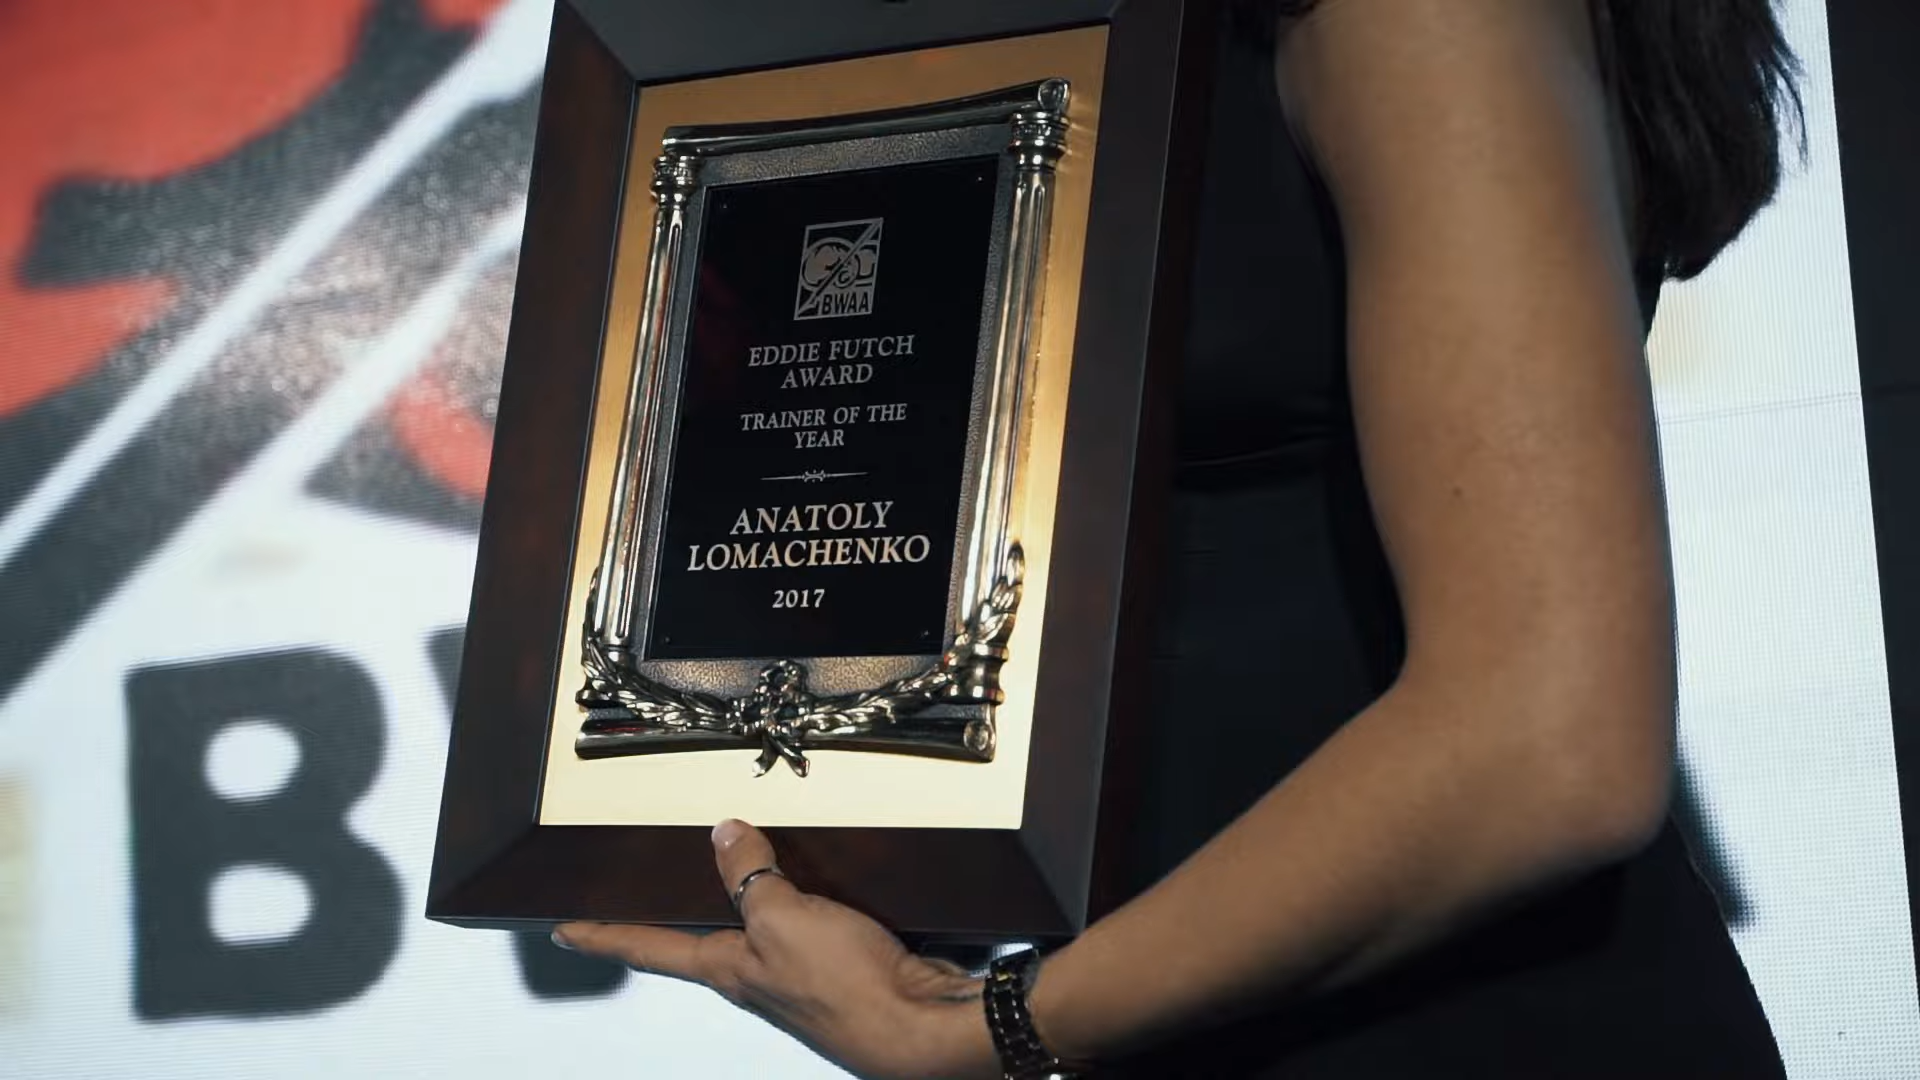 BWAA
EDDIE FUTCH
AWARD
TRAINER OF THE
YEAR
ANATOLY
LOMACHENKO
2017
B